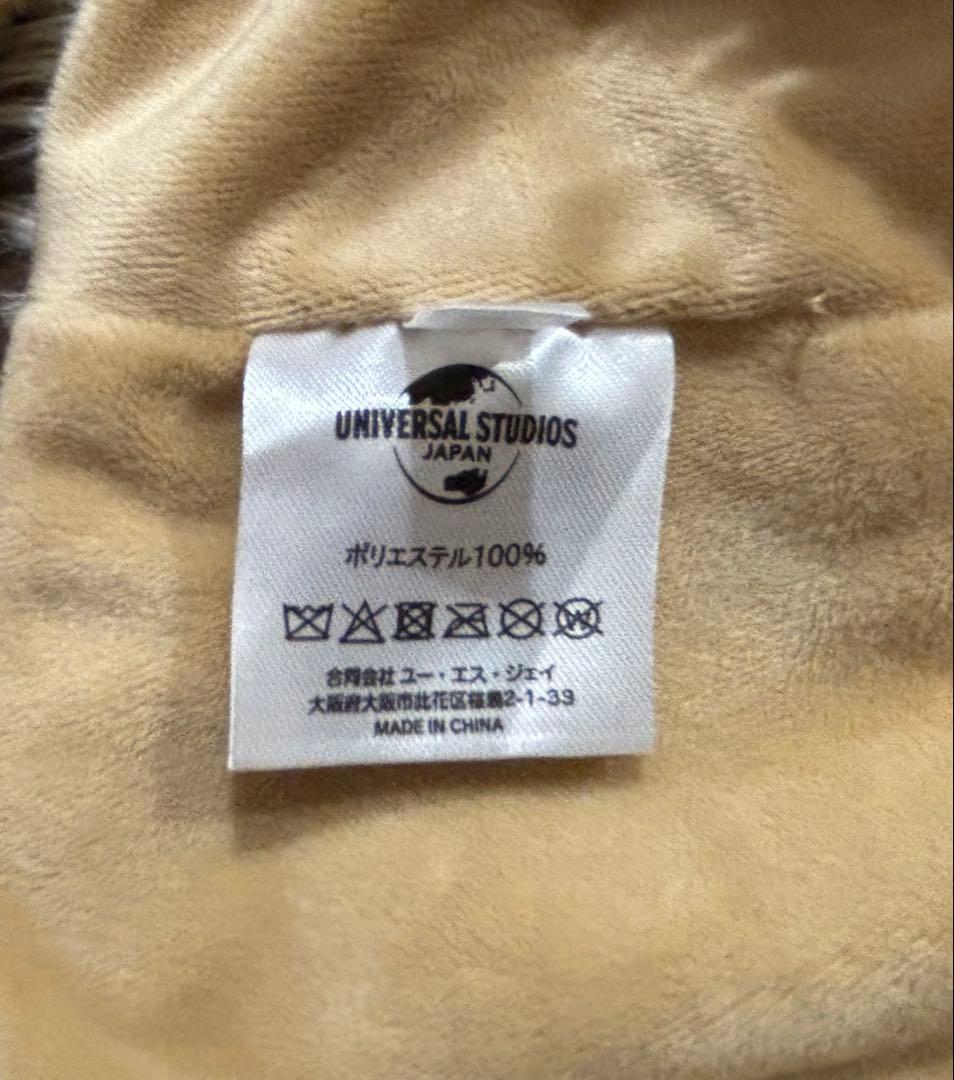 UNIVERSAL STUDIOS
JAPAN
ポリエステル100%
W
合同会社 ユー・エス・ジェイ
大阪府大阪市此花区桜島2-1-33
MADE IN CHINA